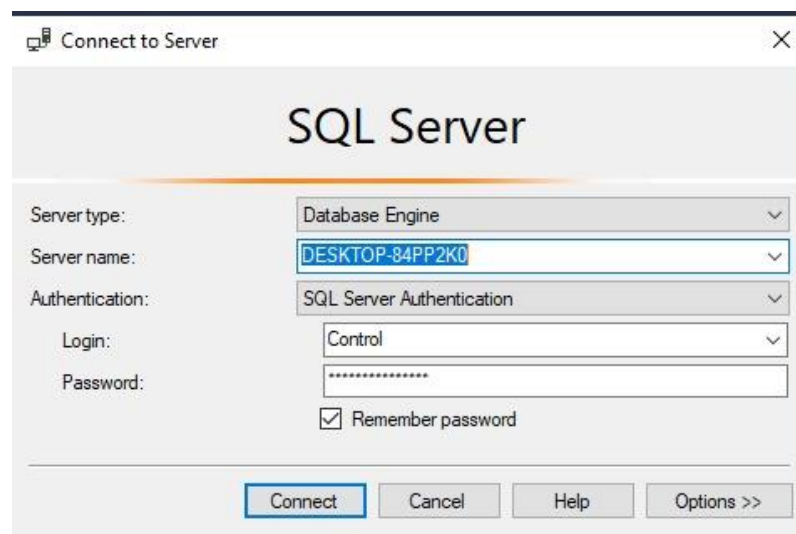 Connect to Server
SQL Server
Server type: Database Engine
Server name: DESKTOP-84PP2K0
Authentication: SQL Server Authentication
Login: Control
Password: ***************
Remember password
Connect Cancel Help Options >>